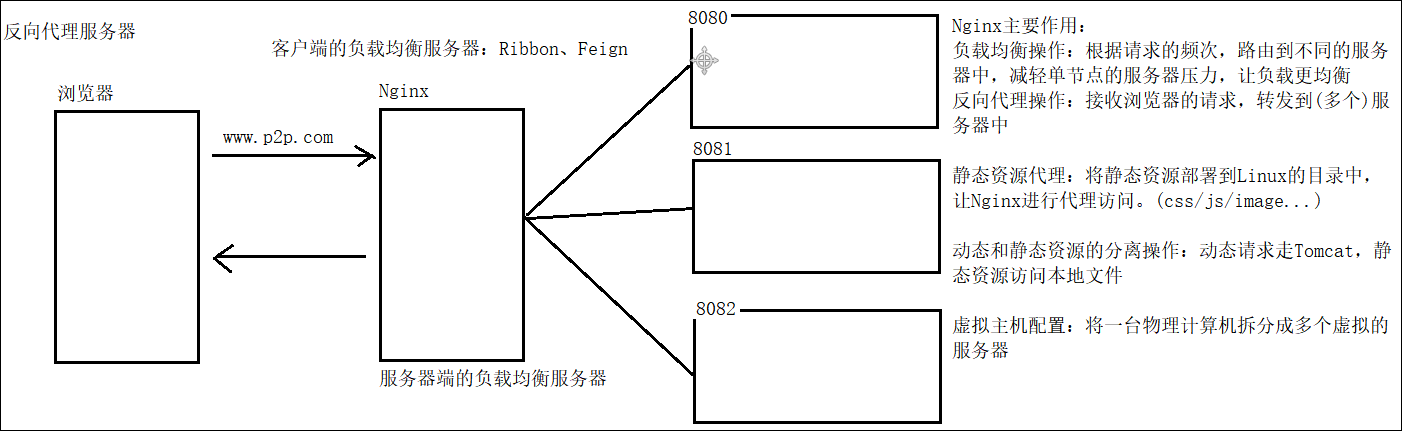 反向代理服务器
客户端的负载均衡服务器：Ribbon、Feign
浏览器
www.p2p.com
Nginx
服务器端的负载均衡服务器
8080
8081
8082
Nginx主要作用：
负载均衡操作：根据请求的频次，路由到不同的服务
器中，减轻单节点的服务器压力，让负载更均衡
反向代理操作：接收浏览器的请求，转发到(多个)服
务器中
静态资源代理：将静态资源部署到Linux的目录中，
让Nginx进行代理访问。(css/js/image...)
动态和静态资源的分离操作：动态请求走Tomcat，静
态资源访问本地文件
虚拟主机配置：将一台物理计算机拆分成多个虚拟的
服务器